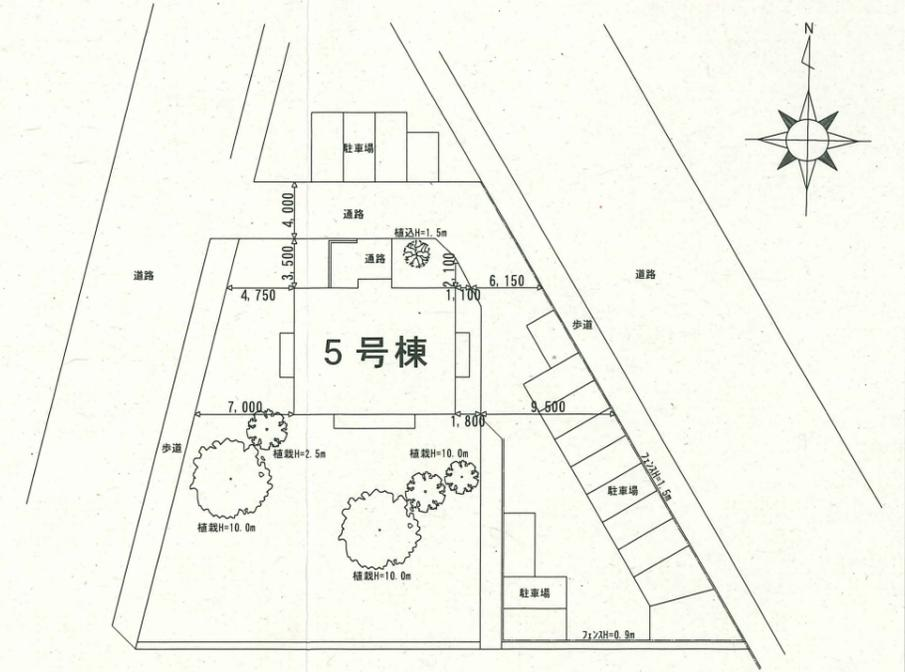 N
駐車場
4,000
通路
植込H=1.5m
3,500
通路
2,100
道路
道路
4,750
1,100
6,150
歩道
5号棟
7,000
1,800
9,500
歩道
植栽H=2.5m
植栽H=10.0m
フェンスH=1.5m
駐車場
植栽H=10.0m
植栽H=10.0m
駐車場
フェンスH=0.9m